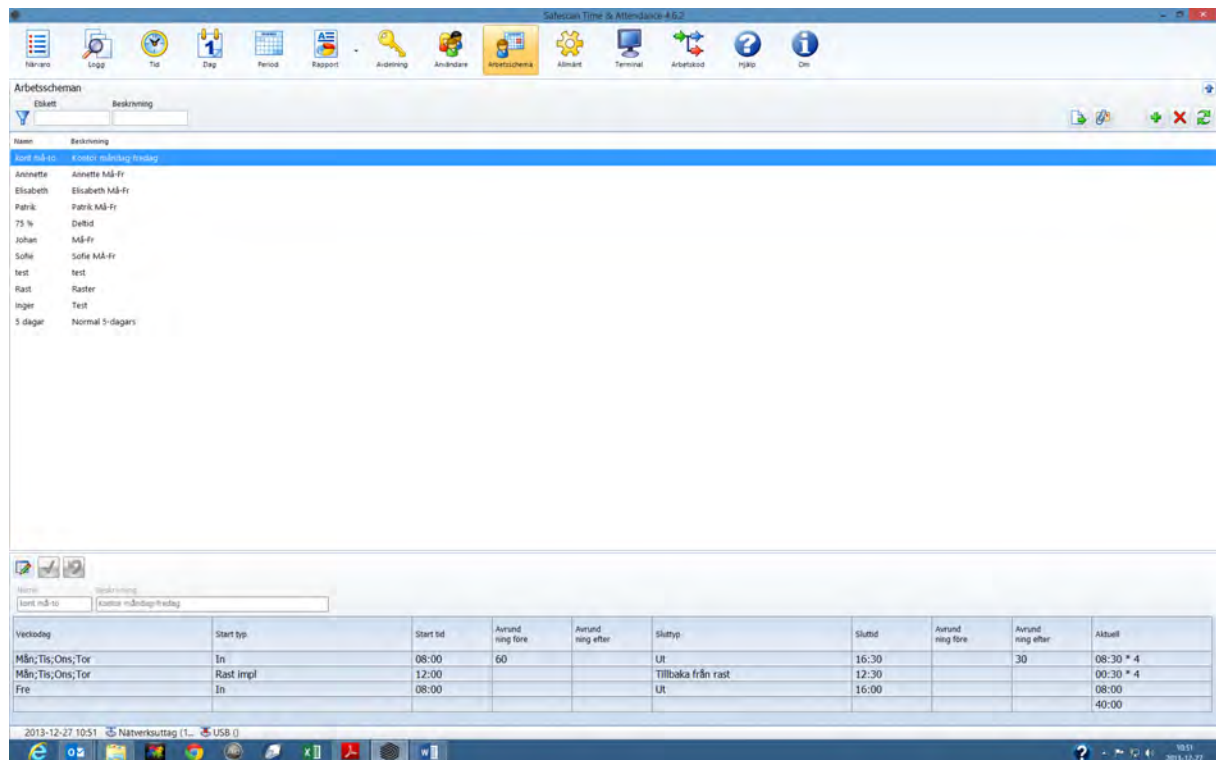 Safescan Time & Attendance 4.6.2
Närvaro Logg Tid Dag Period Rapport Avdelning Användare Arbetsschema Allmänt Terminal Arbetskod Hjälp Om
Arbetsscheman
Etikett Beskrivning
Namn Beskrivning
kont må-to Kontor måndag-fredag
Annnette Annette Må-Fr
Elisabeth Elisabeth Må-Fr
Patrik Patrik Må-Fr
75 % Deltid
Johan Må-Fr
Sofie Sofie Må-Fr
test test
Rast Raster
Inger Test
5 dagar Normal 5-dagars
Namn Beskrivning
kont må-to Kontor måndag-fredag
Veckodag Start typ Start tid Avrund Avrund Sluttyp Sluttid Avrund Avrund Aktuell
ning före ning efter ning före ning efter
Mån;Tis;Ons;Tor In 08:00 60 Ut 16:30 30 08:30 * 4
Mån;Tis;Ons;Tor Rast impl 12:00 Tillbaka från rast 12:30 00:30 * 4
Fre In 08:00 Ut 16:00 08:00
40:00
2013-12-27 10:51 Nätverksuttag (1... USB ()
10:51
2013-12-27